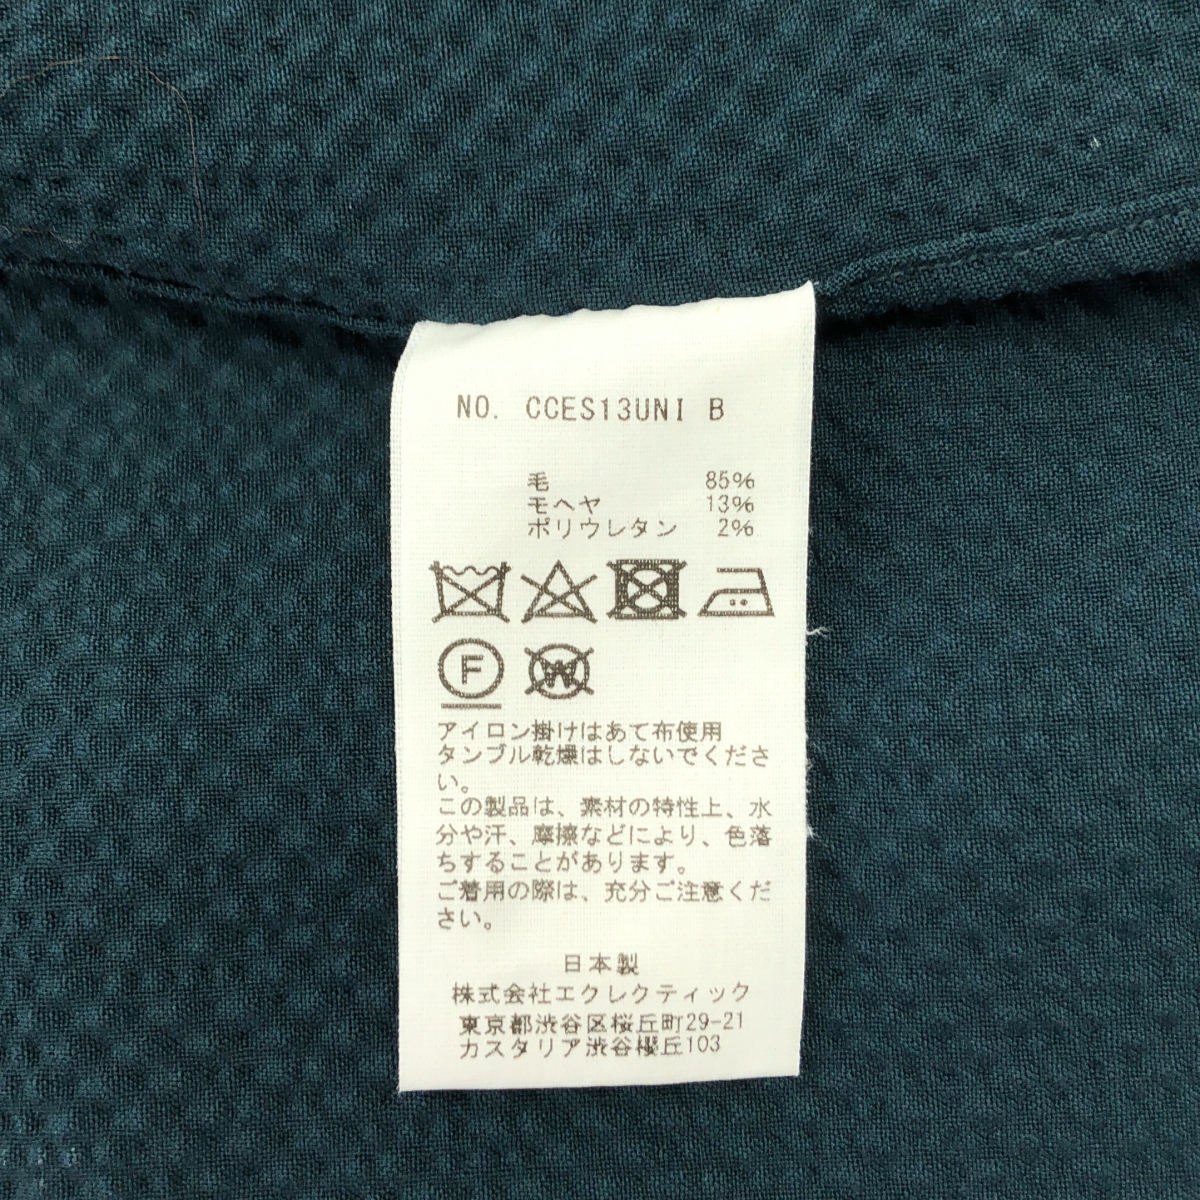 NO. CCES13UNI B
毛 85%
モヘヤ 13%
ポリウレタン 2%
F W
アイロン掛けはあて布使用
タンブル乾燥はしないでくださ
い。
この製品は、素材の特性上、水
分や汗、摩擦などにより、色落
ちすることがあります。
ご着用の際は、充分ご注意くだ
さい。
日本製
株式会社エクレクティック
東京都渋谷区桜丘町29-21
カスタリア渋谷櫻丘103